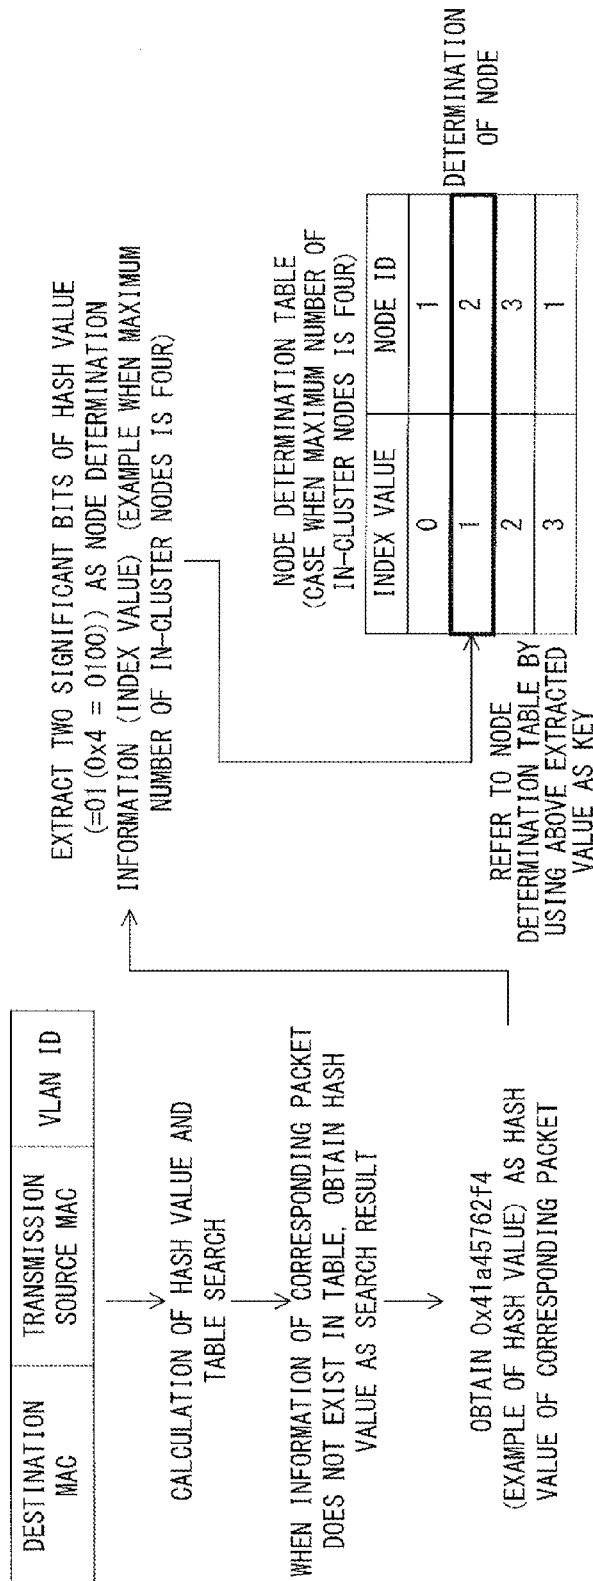 DESTINATION
MAC
TRANSMISSION
SOURCE MAC
VLAN ID
CALCULATION OF HASH VALUE AND
TABLE SEARCH
WHEN INFORMATION OF CORRESPONDING PACKET
DOES NOT EXIST IN TABLE, OBTAIN HASH
VALUE AS SEARCH RESULT
OBTAIN 0x41a45762f4
(EXAMPLE OF HASH VALUE) AS HASH
VALUE OF CORRESPONDING PACKET
EXTRACT TWO SIGNIFICANT BITS OF HASH VALUE
(=01(0x4 = 0100)) AS NODE DETERMINATION
INFORMATION (INDEX VALUE) (EXAMPLE WHEN MAXIMUM
NUMBER OF IN-CLUSTER NODES IS FOUR)
NODE DETERMINATION TABLE
(CASE WHEN MAXIMUM NUMBER OF
IN-CLUSTER NODES IS FOUR)
INDEX VALUE NODE ID
0 1
1 2
2 3
3 1
DETERMINATION
OF NODE
REFER TO NODE
DETERMINATION TABLE BY
USING ABOVE EXTRACTED
VALUE AS KEY